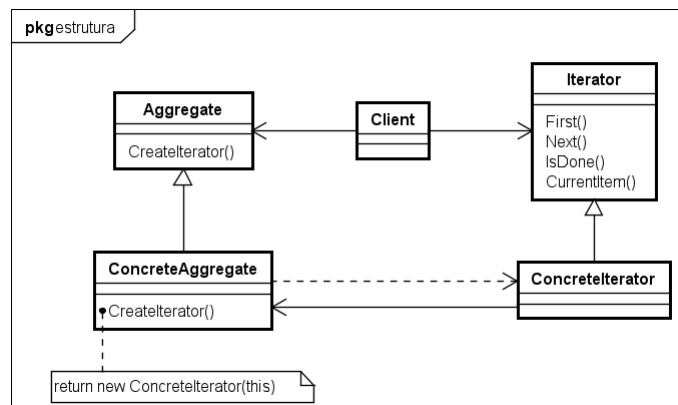 pkg estrutura
Aggregate
CreateIterator()
Client
Iterator
First()
Next()
IsDone()
CurrentItem()
ConcreteAggregate
CreateIterator()
ConcreteIterator
return new ConcreteIterator(this)